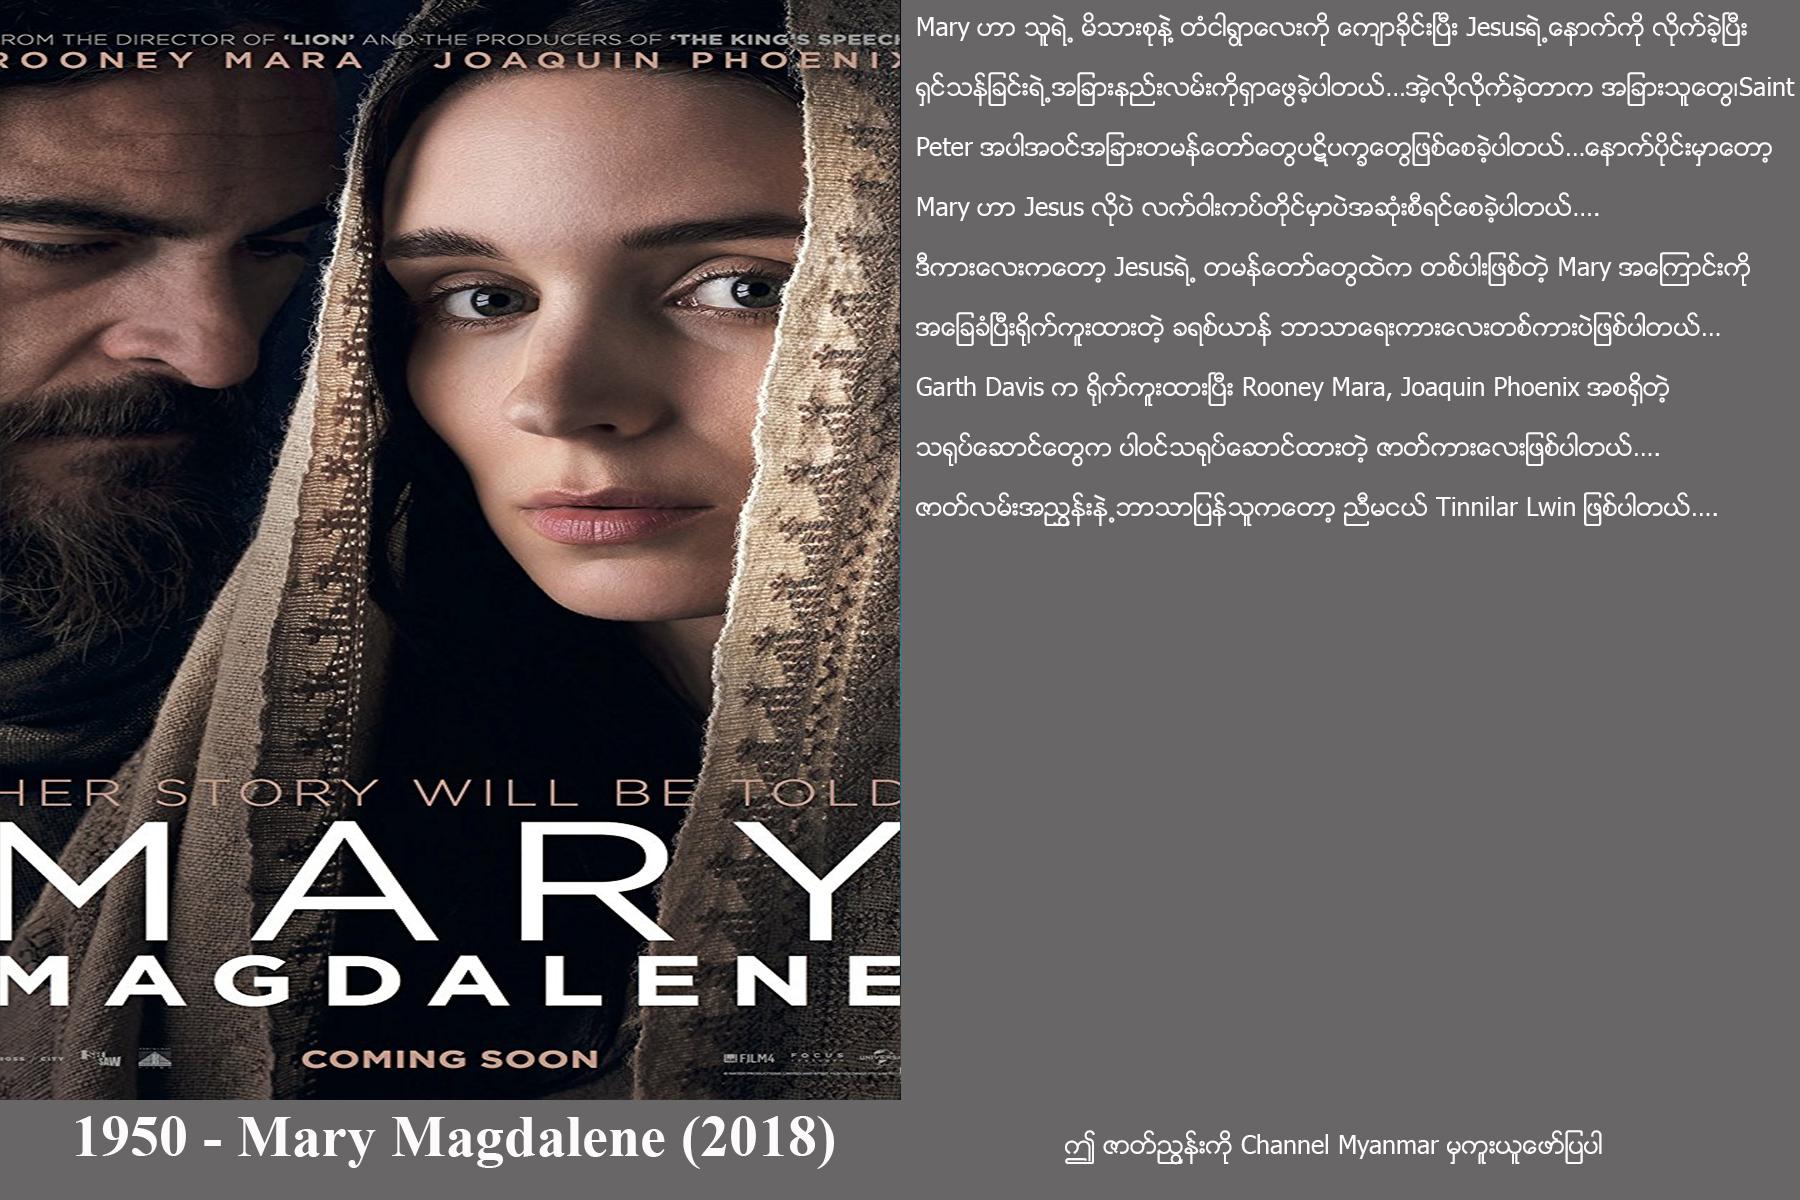 FROM THE DIRECTOR OF 'LION' AND THE PRODUCERS OF 'THE KING'S SPEECH
ROONEY MARA JOAQUIN PHOENIX
HER STORY WILL BE TOLD
MARY
MAGDALENE
COMING SOON
CROSS / CITY
SEE SAW
FILM4
FOCUS
UNIVERSAL
1950 - Mary Magdalene (2018)
Mary ဟာ သူရဲ့ မိသားစုနဲ့ တံငါရွာလေးကို ကျောခိုင်းပြီး Jesusရဲ့နောက်ကို လိုက်ခဲ့ပြီး
ရှင်သန်ခြင်းရဲ့အခြားနည်းလမ်းကိုရှာဖွေခဲ့ပါတယ်...အဲ့လိုလိုက်ခဲ့တာက အခြားသူတွေ၊Saint
Peter အပါအဝင်အခြားတမန်တော်တွေပဋိပက္ခတွေဖြစ်စေခဲ့ပါတယ်...နောက်ပိုင်းမှာတော့
Mary ဟာ Jesus လိုပဲ လက်ဝါးကပ်တိုင်မှာပဲအဆုံးစီရင်စေခဲ့ပါတယ်....
ဒီကားလေးကတော့ Jesusရဲ့ တမန်တော်တွေထဲက တစ်ပါးဖြစ်တဲ့ Mary အကြောင်းကို
အခြေခံပြီးရိုက်ကူးထားတဲ့ ခရစ်ယာန် ဘာသာရေးကားလေးတစ်ကားပဲဖြစ်ပါတယ်...
Garth Davis က ရိုက်ကူးထားပြီး Rooney Mara, Joaquin Phoenix အစရှိတဲ့
သရုပ်ဆောင်တွေက ပါဝင်သရုပ်ဆောင်ထားတဲ့ ဇာတ်ကားလေးဖြစ်ပါတယ်....
ဇာတ်လမ်းအညွှန်းနဲ့ဘာသာပြန်သူကတော့ ညီမငယ် Tinnilar Lwin ဖြစ်ပါတယ်....
ဤ ဇာတ်ညွှန်းကို Channel Myanmar မှကူးယူဖော်ပြပါ